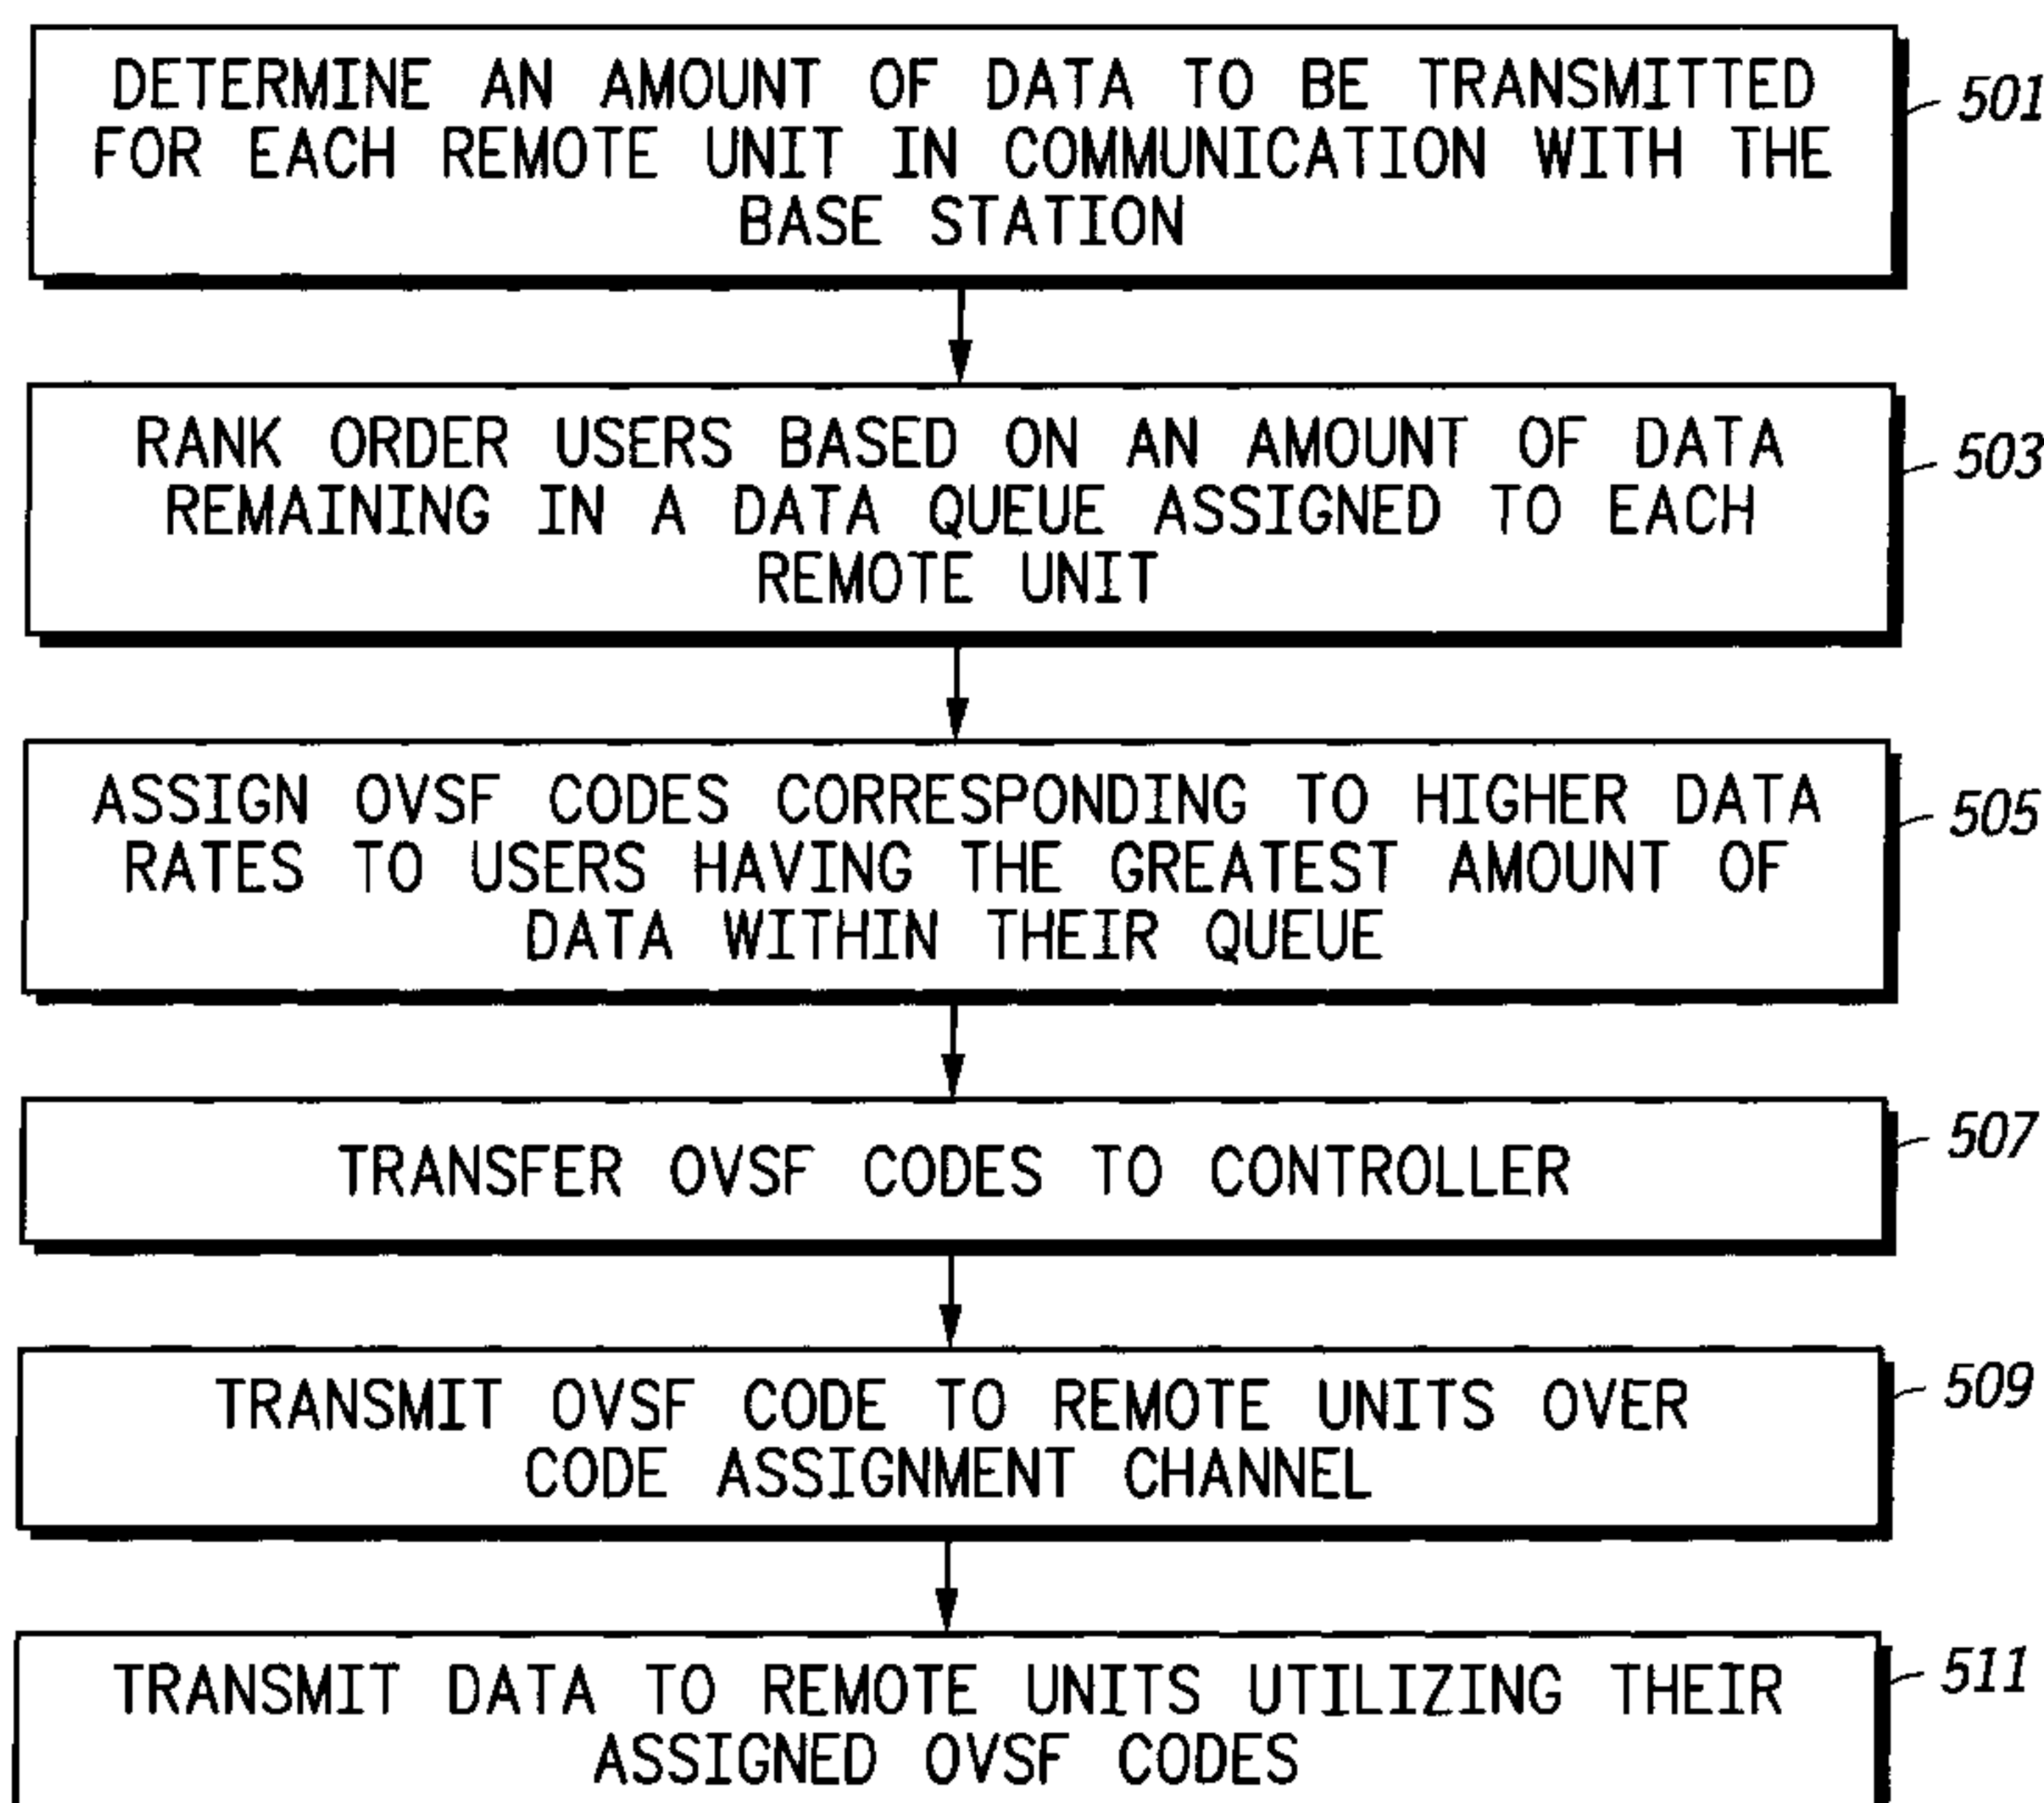 DETERMINE AN AMOUNT OF DATA TO BE TRANSMITTED
FOR EACH REMOTE UNIT IN COMMUNICATION WITH THE
BASE STATION
501
RANK ORDER USERS BASED ON AN AMOUNT OF DATA
REMAINING IN A DATA QUEUE ASSIGNED TO EACH
REMOTE UNIT
503
ASSIGN OVSF CODES CORRESPONDING TO HIGHER DATA
RATES TO USERS HAVING THE GREATEST AMOUNT OF
DATA WITHIN THEIR QUEUE
505
TRANSFER OVSF CODES TO CONTROLLER
507
TRANSMIT OVSF CODE TO REMOTE UNITS OVER
CODE ASSIGNMENT CHANNEL
509
TRANSMIT DATA TO REMOTE UNITS UTILIZING THEIR
ASSIGNED OVSF CODES
511